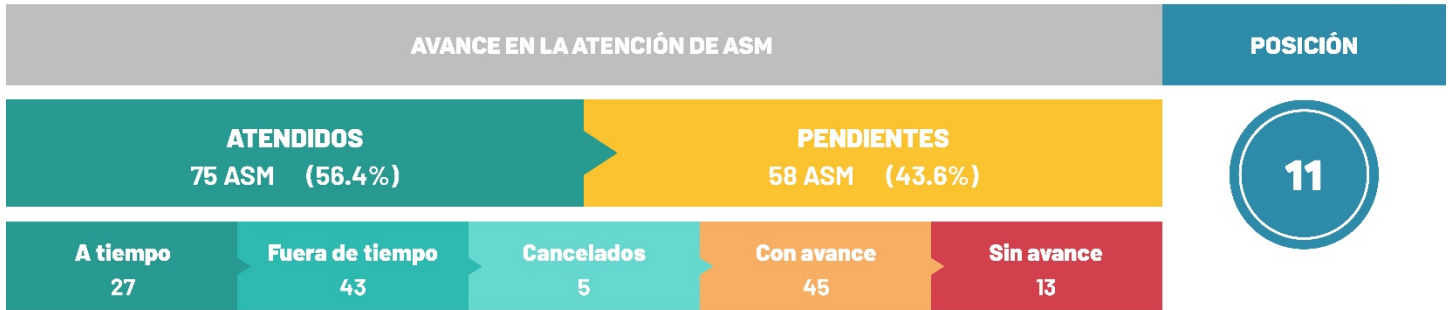 AVANCE EN LA ATENCIÓN DE ASM
POSICIÓN
ATENDIDOS
75 ASM (56.4%)
PENDIENTES
58 ASM (43.6%)
11
A tiempo
27
Fuera de tiempo
43
Cancelados
5
Con avance
45
Sin avance
13